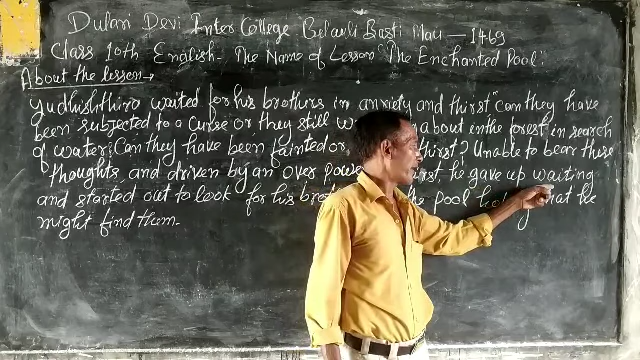 Dulari Devi Inter College Belauli Basti Mau — 1469
Class 10th English - The Name of Lesson "The Enchanted Pool:
About the lesson→
Yudhishthira waited for his brothers in anxiety and thirst "can they have
been subjected to a curse or they still about in the forest in search
of water: Can they have been fainted or thirst? Unable to bear these
thoughts and driven by an over he gave up waiting
and started out to look for his the pool that he
might find them.